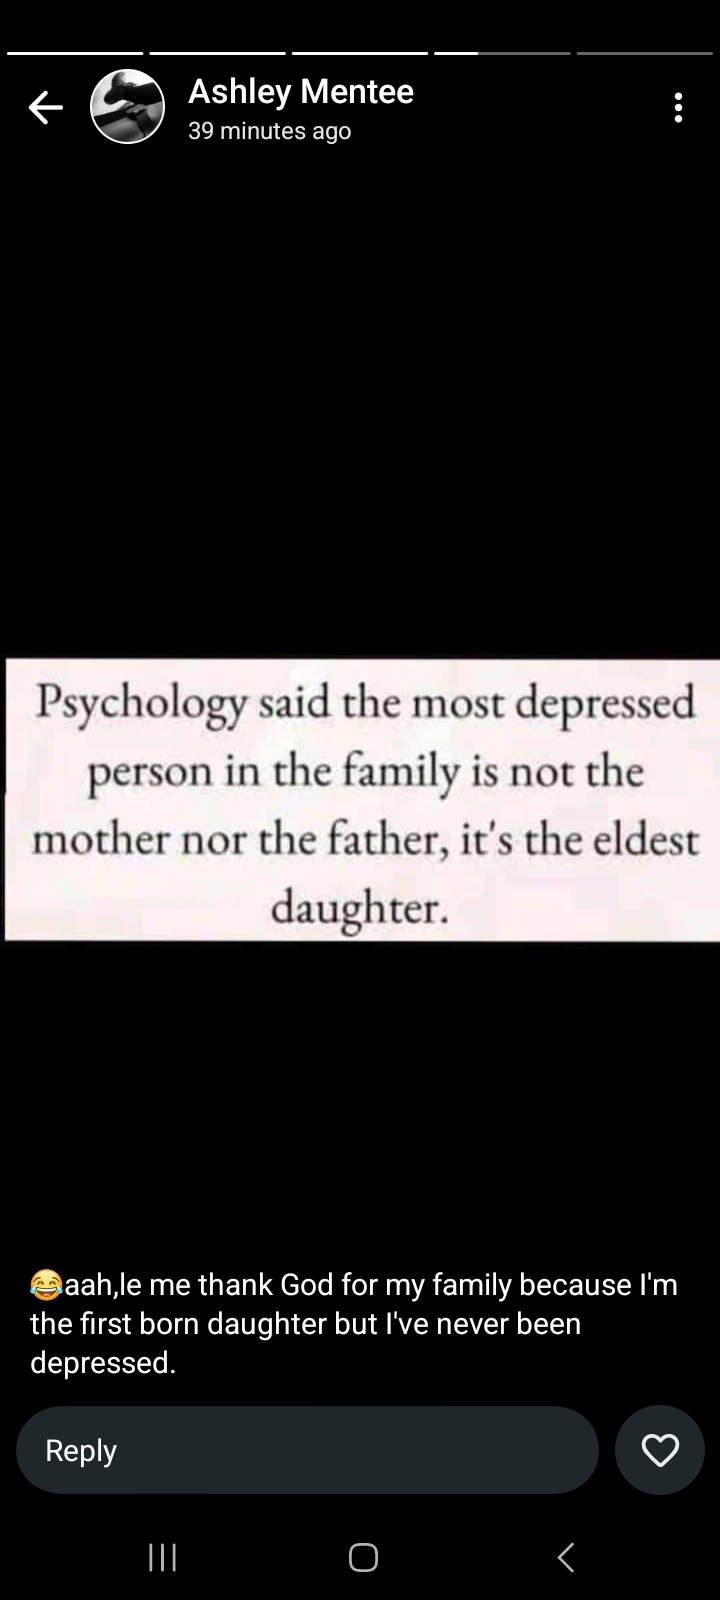 Ashley Mentee
39 minutes ago
Psychology said the most depressed
person in the family is not the
mother nor the father, it's the eldest
daughter.
😂aah,le me thank God for my family because I'm
the first born daughter but I've never been
depressed.
Reply